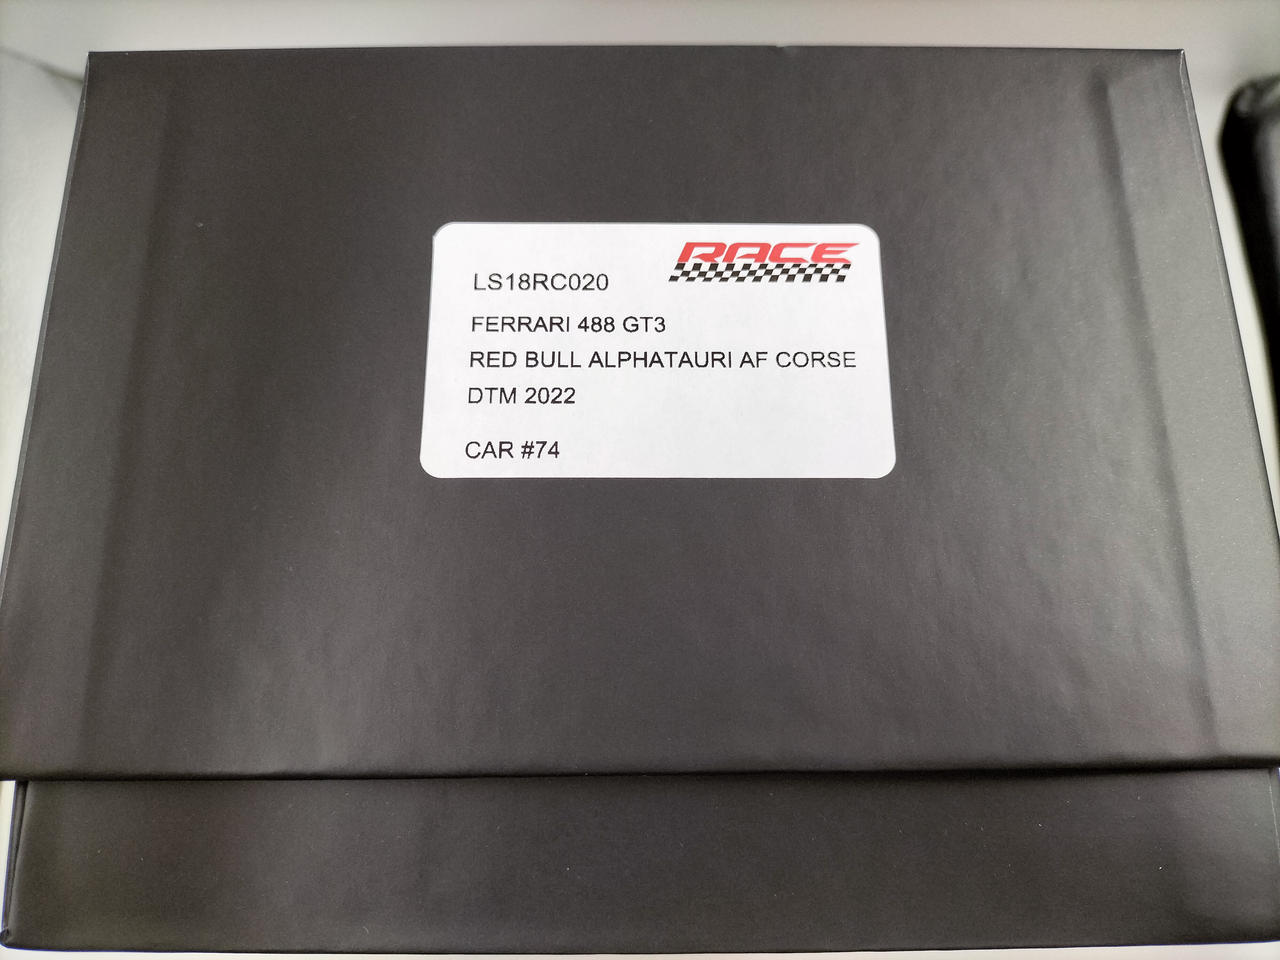 RACE
LS18RC020
FERRARI 488 GT3
RED BULL ALPHATAURI AF CORSE
DTM 2022
CAR #74